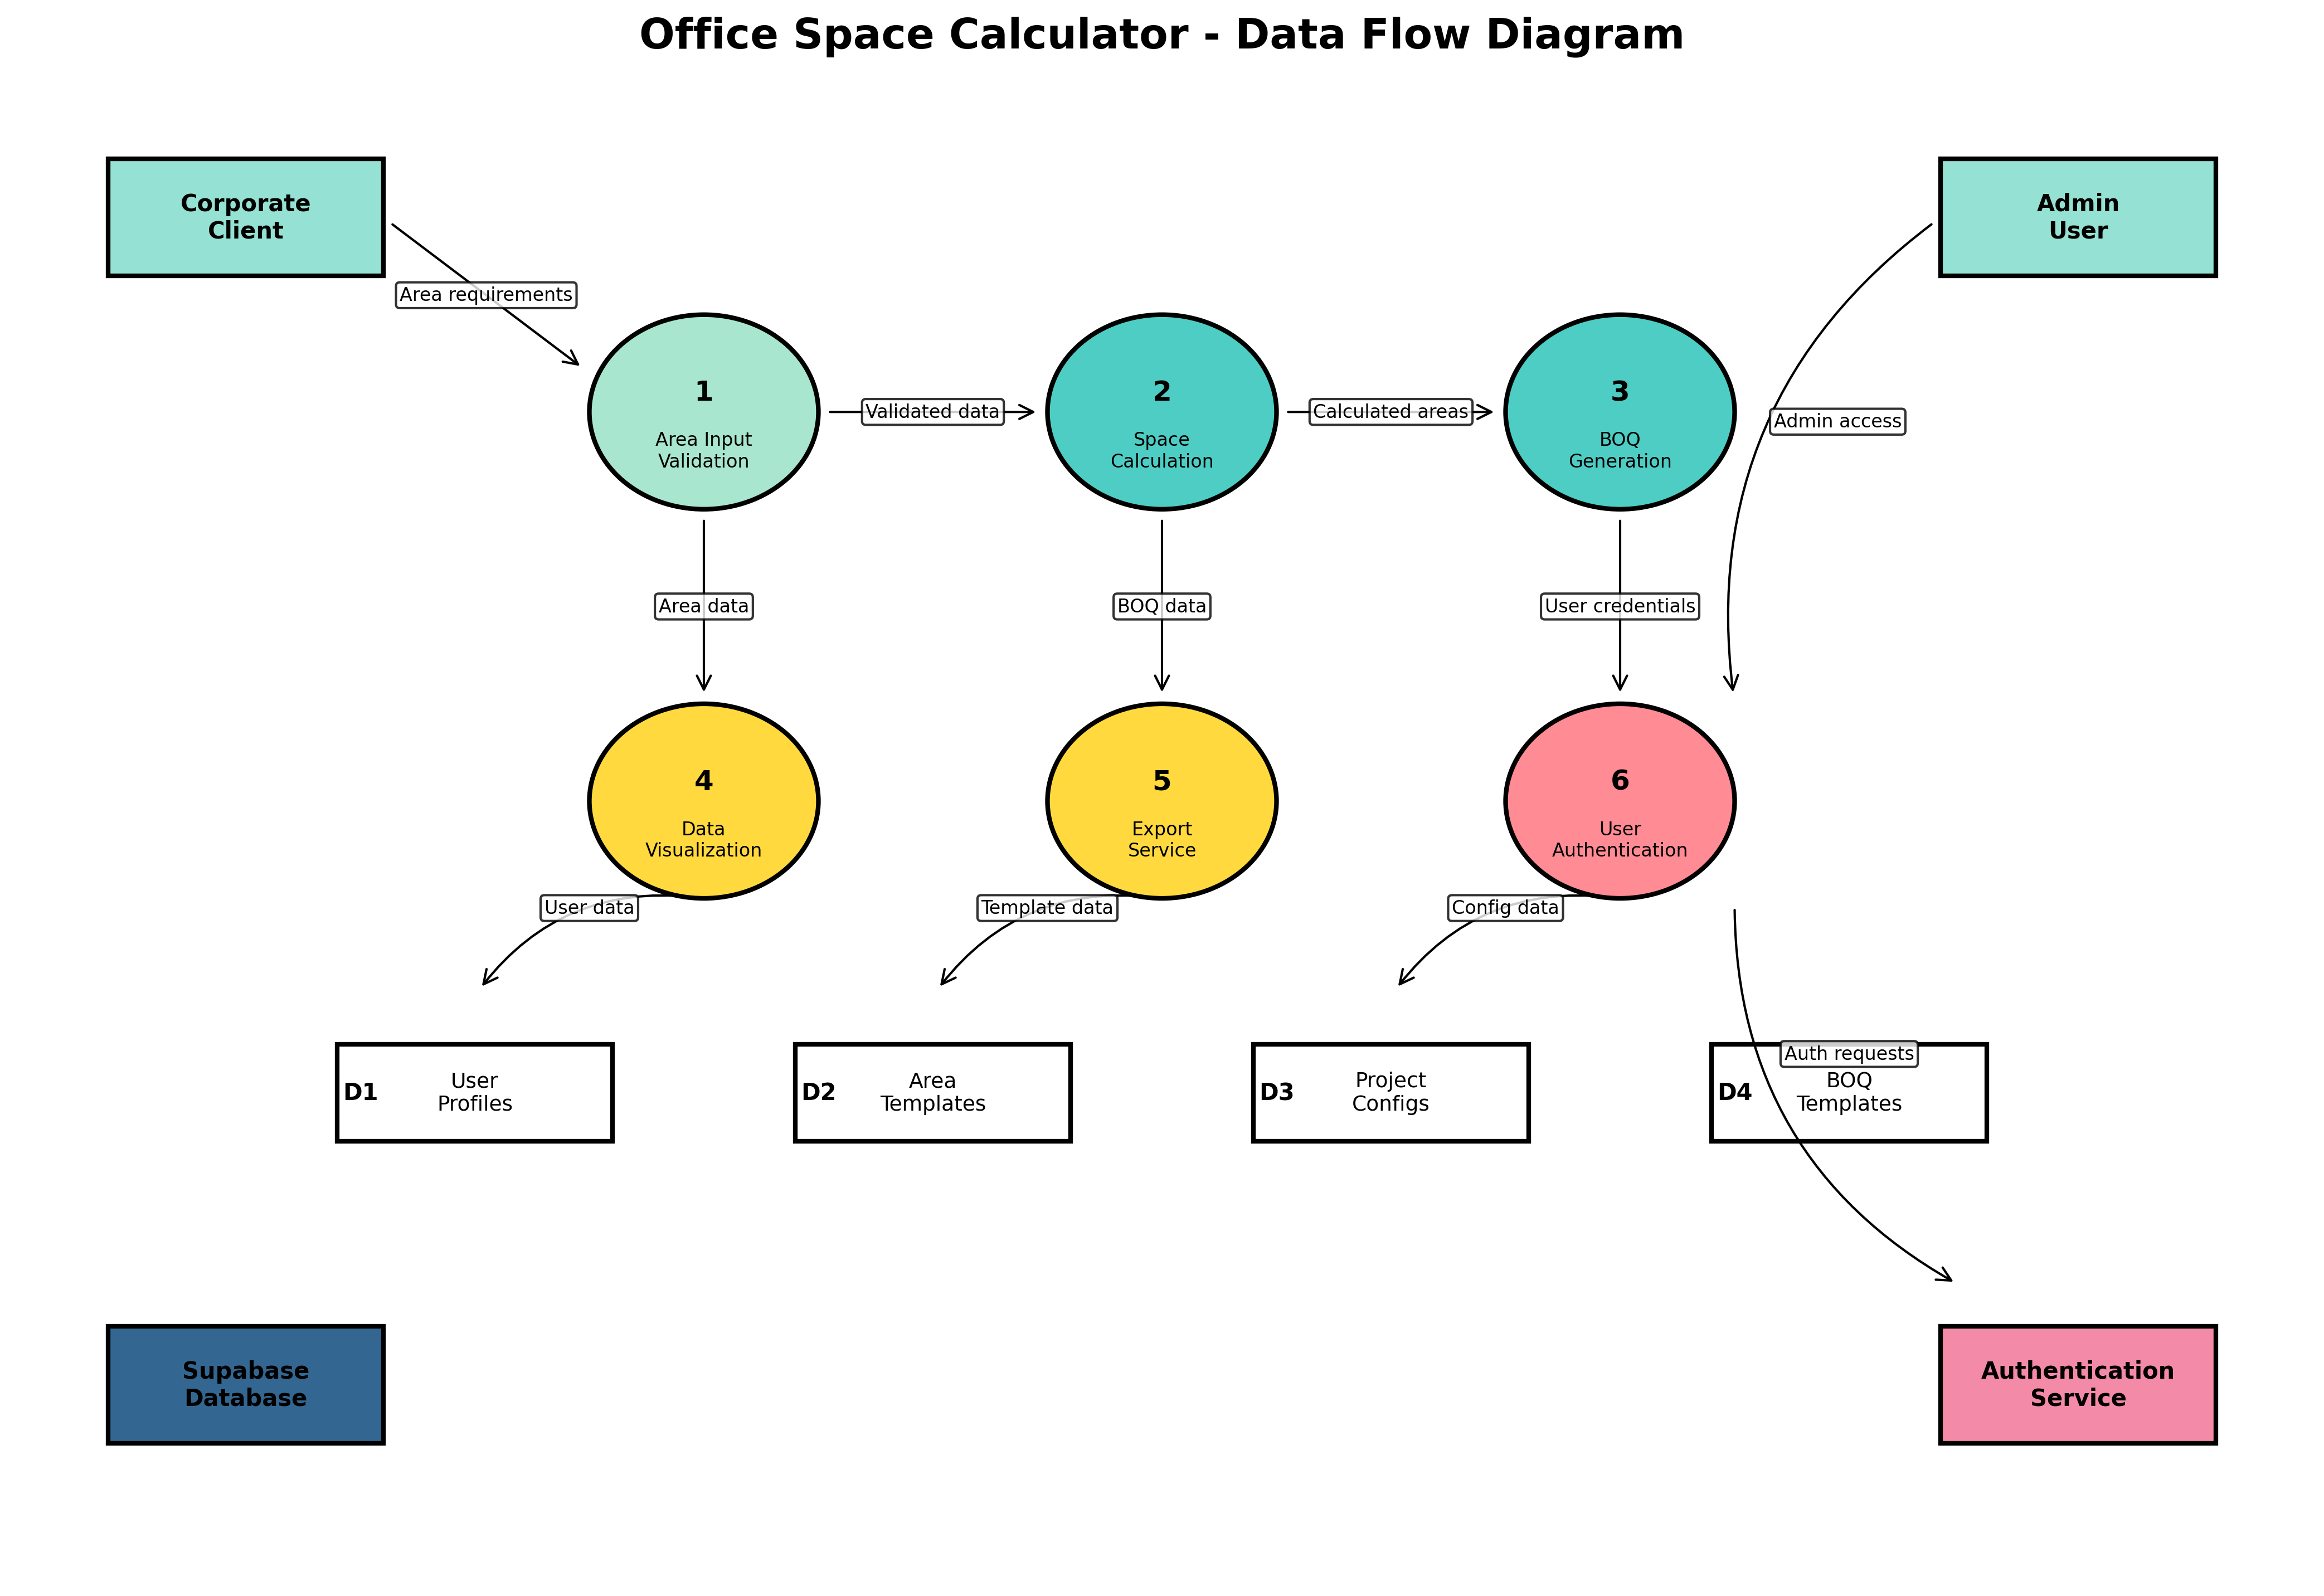 Office Space Calculator - Data Flow Diagram
Corporate
Client
Admin
User
Area requirements
1
Area Input
Validation
Validated data
2
Space
Calculation
Calculated areas
3
BOQ
Generation
Admin access
Area data
BOQ data
User credentials
4
Data
Visualization
5
Export
Service
6
User
Authentication
User data
Template data
Config data
D1
User
Profiles
D2
Area
Templates
D3
Project
Configs
Auth requests
D4
BOQ
Templates
Supabase
Database
Authentication
Service